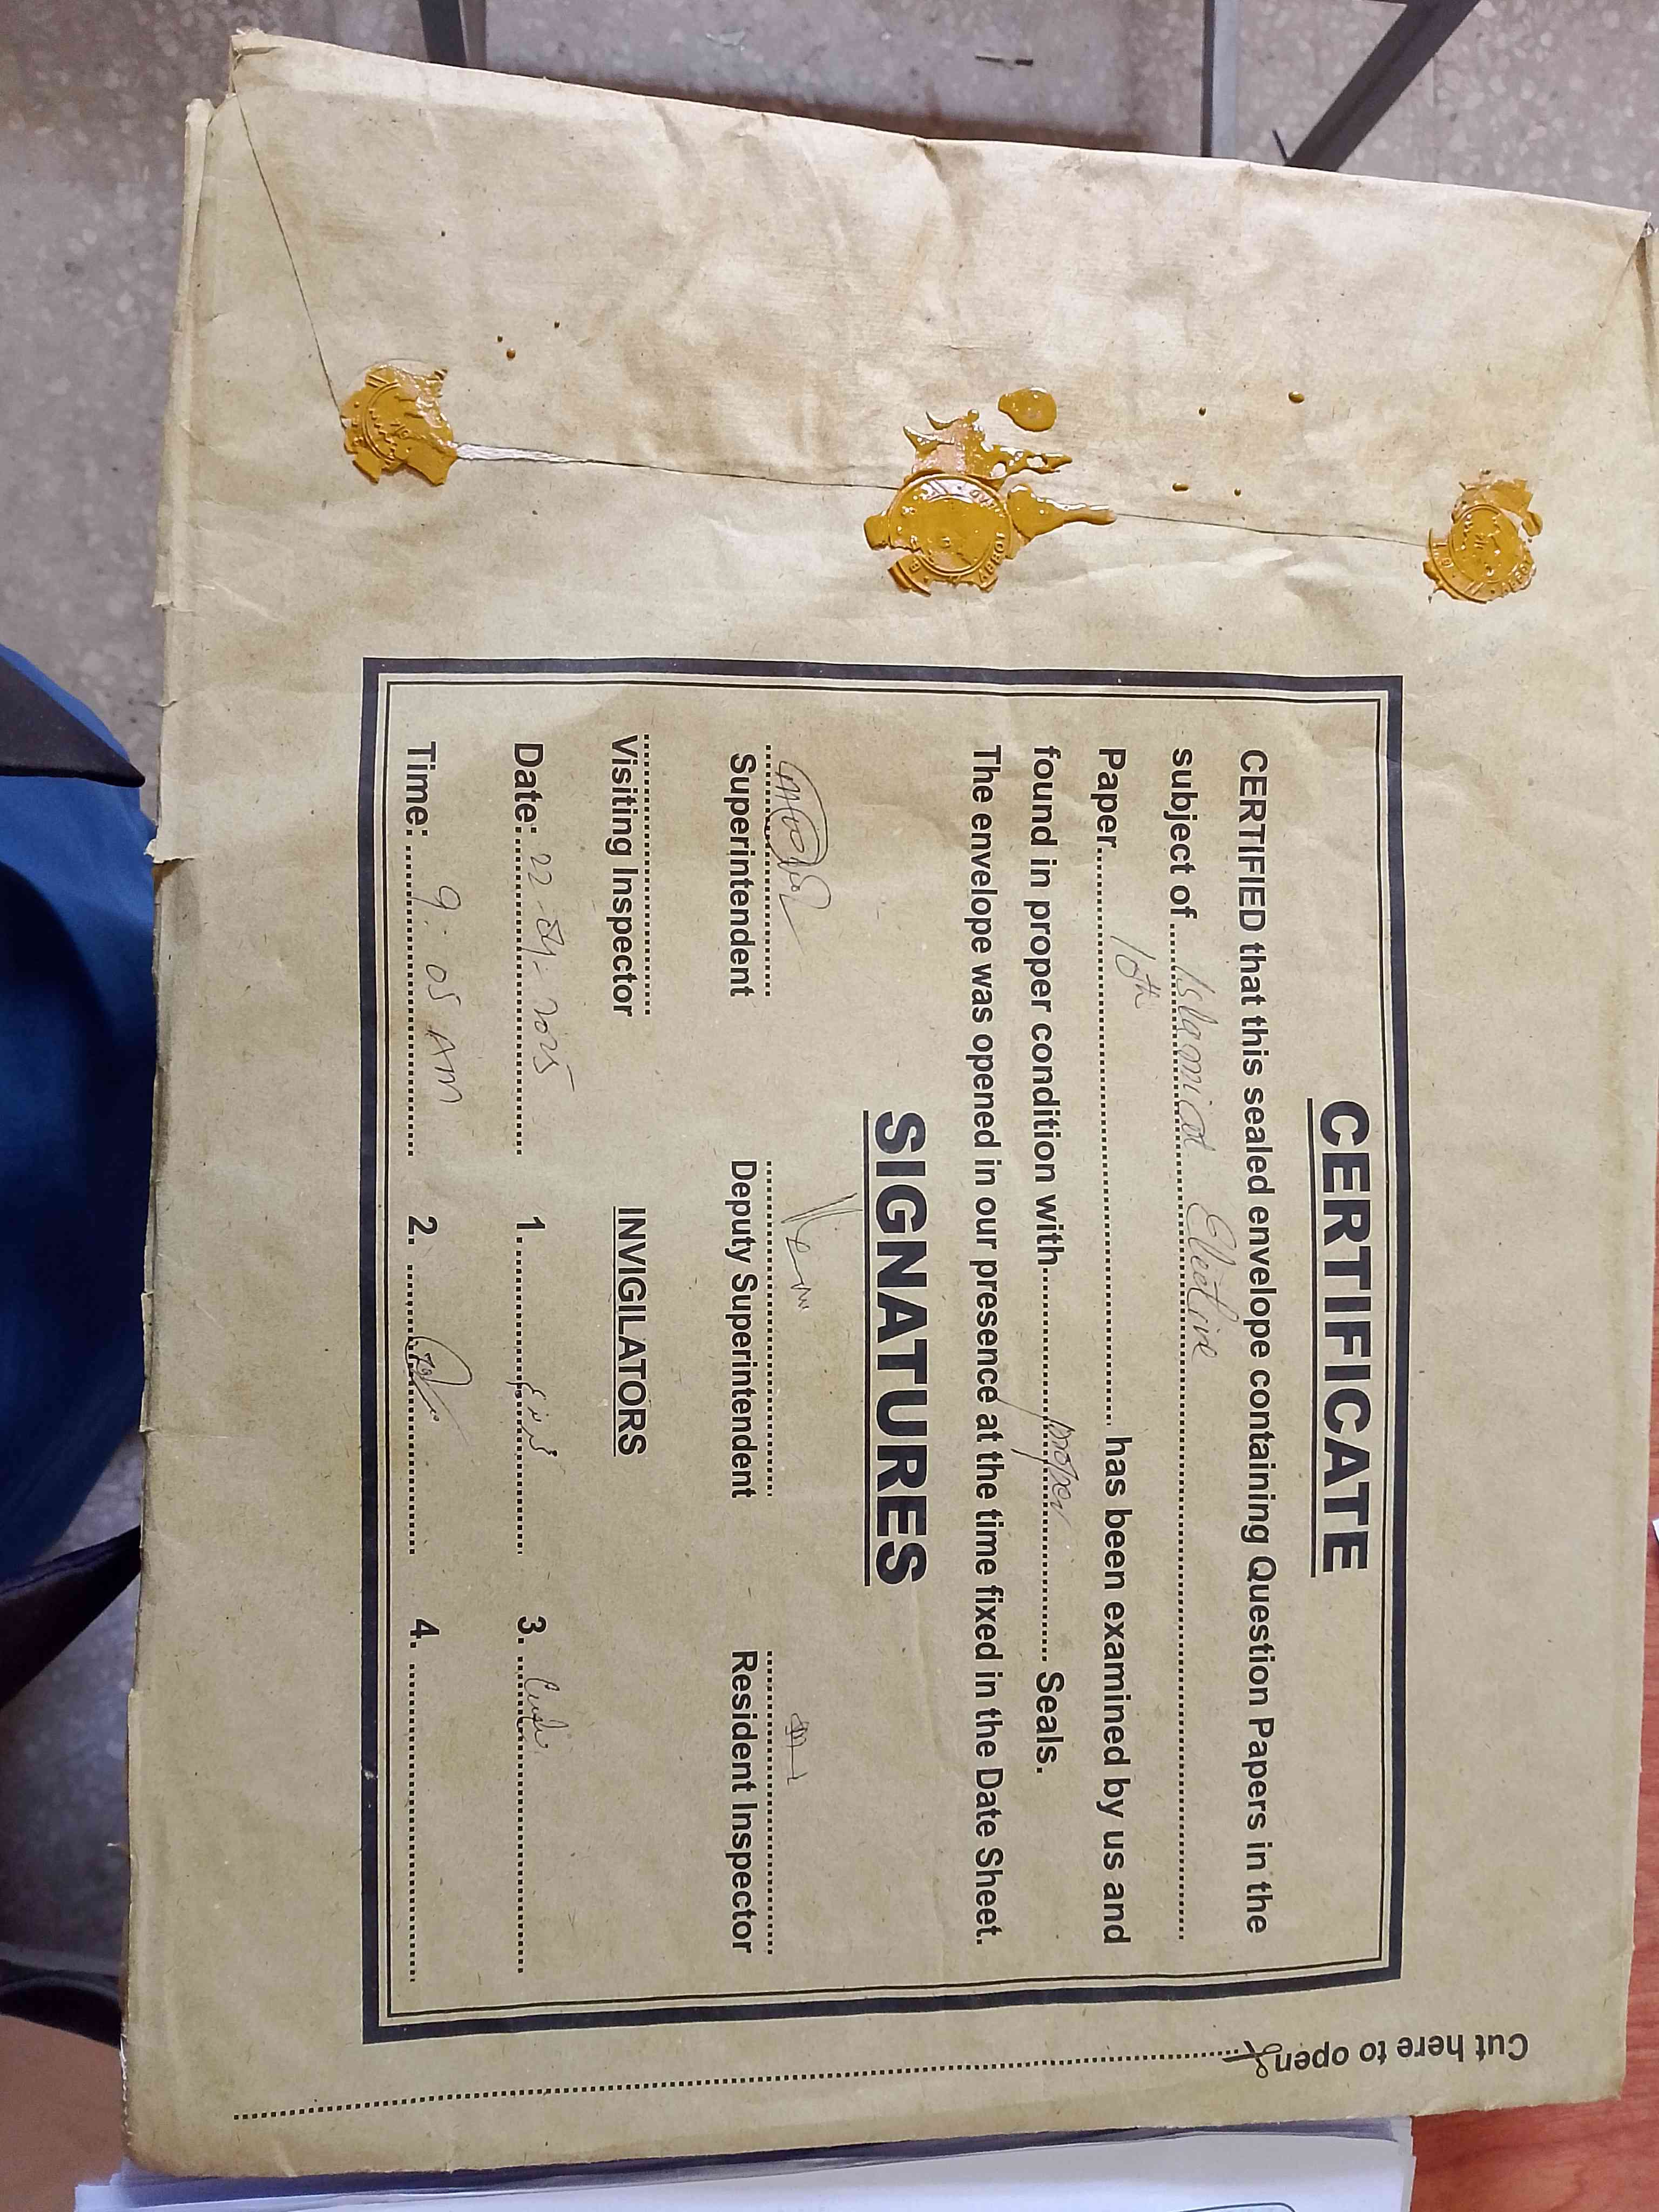 CERTIFICATE
CERTIFIED that this sealed envelope containing Question Papers in the
subject of Islamiat Elective
Paper 10th has been examined by us and
found in proper condition with proper Seals.
The envelope was opened in our presence at the time fixed in the Date Sheet.
SIGNATURES
Superintendent Deputy Superintendent Resident Inspector
Visiting Inspector INVIGILATORS
Date: 22-04-2025 1. 3.
Time: 9:05 AM 2. 4.
Cut here to open